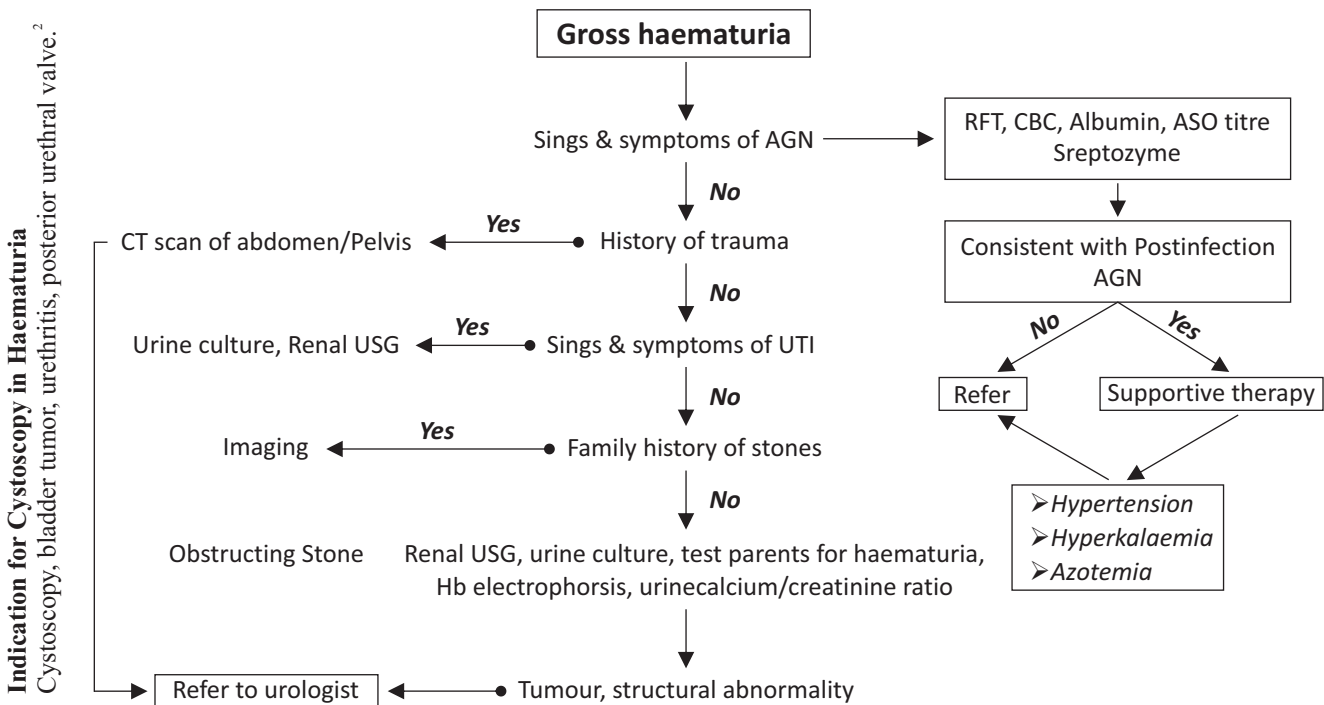 Indication for Cystoscopy in Haematuria
Cystoscopy, bladder tumor, urethritis, posterior urethral valve.2
Gross haematuria
Sings & symptoms of AGN
RFT, CBC, Albumin, ASO titre
Sreptozyme
No
Consistent with Postinfection
AGN
CT scan of abdomen/Pelvis
Yes
History of trauma
No
No
Yes
Urine culture, Renal USG
Yes
Sings & symptoms of UTI
Refer
Supportive therapy
No
Imaging
Yes
Family history of stones
No
➢Hypertension
➢Hyperkalaemia
➢Azotemia
Obstructing Stone
Renal USG, urine culture, test parents for haematuria,
Hb electrophorsis, urinecalcium/creatinine ratio
Refer to urologist
Tumour, structural abnormality